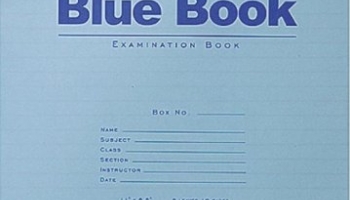 Blue Book
EXAMINATION BOOK
BOX NO.
NAME
SUBJECT
CLASS
SECTION
INSTRUCTOR
DATE